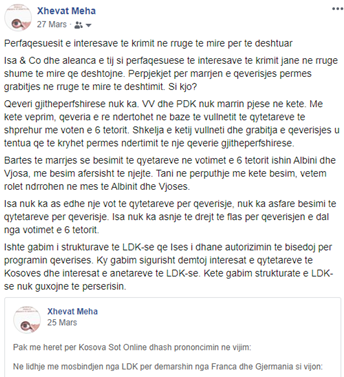 Xhevat Meha
27 Mars ·
Perfaqesuesit e interesave te krimit ne rruge te mire per te deshtuar
Isa & Co dhe aleanca e tij si perfaqesuese te interesave te krimit jane ne rruge
shume te mire qe deshtojne. Perpjekjet per marrjen e qeverisjes permes
grabitjes ne rruge te mire te deshtimit. Si kjo?
Qeveri gjitheperfshirese nuk ka. VV dhe PDK nuk marrin pjese ne kete. Me
kete veprim, qeveria e re ndertohet ne baze te vullnetit te qytetareve te
shprehur me voten e 6 tetorit. Shkelja e ketij vullneti dhe grabitja e qeverisjes u
tentua qe te kryhet permes ndertimit te nje qeverie gjitheperfshirese.
Bartes te marrjes se besimit te qyetareve ne votimet e 6 tetorit ishin Albini dhe
Vjosa, me besim afersisht te njejte. Tani ne perputhje me kete besim, vetem
rolet ndrrohen ne mes te Albinit dhe Vjoses.
Isa nuk ka as edhe nje vot te qytetareve per qeverisje, nuk ka asfare besimi te
qytetareve per qeverisje. Isa nuk ka asnje te drejt te flas per qeverisjen e dal
nga votimet e 6 tetorit.
Ishte gabim i strukturave te LDK-se qe Ises i dhane autorizimin te bisedoj per
programin qeverises. Ky gabim sigurisht demtoj interesat e qytetareve te
Kosoves dhe interesat e anetareve te LDK-se. Kete gabim strukturate e LDK-
se nuk guxojne te perserisin.
Xhevat Meha
25 Mars
Pak me heret per Kosova Sot Online dhash prononcimin ne vijim:
Ne lidhje me mosbindjen nga LDK per demarshin nga Franca dhe Gjermania si vijon: